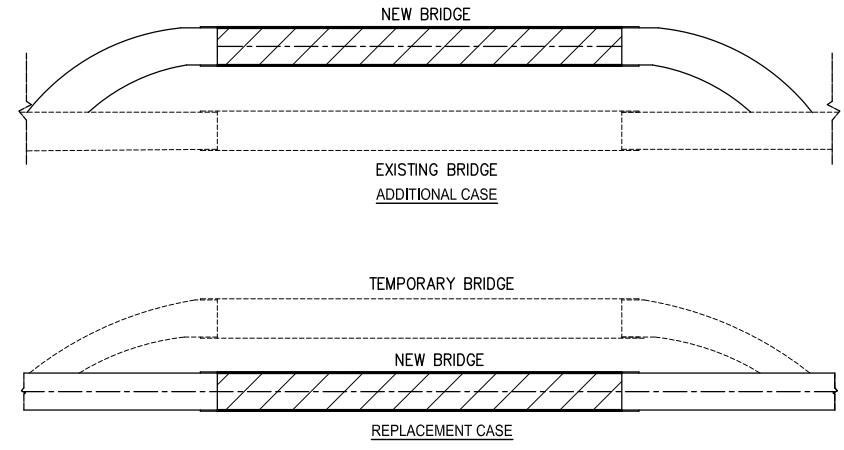 NEW BRIDGE
EXISTING BRIDGE
ADDITIONAL CASE
TEMPORARY BRIDGE
NEW BRIDGE
REPLACEMENT CASE